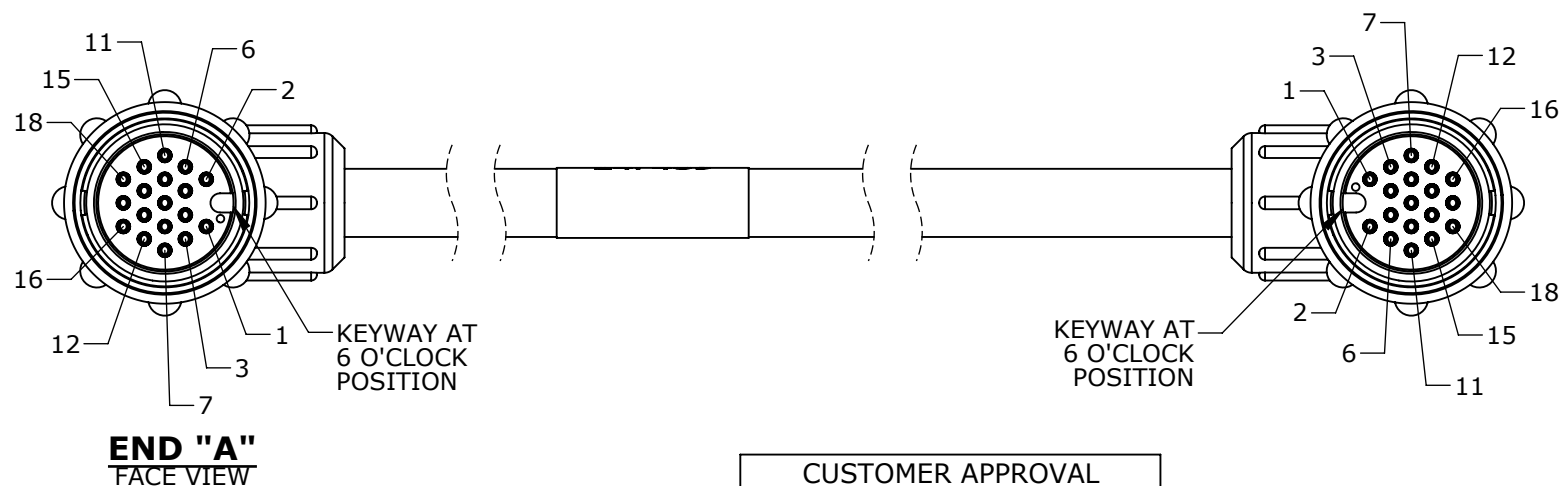 11
6
15
2
18
16
12
1
3
7
KEYWAY AT
6 O'CLOCK
POSITION
END "A"
FACE VIEW
7
3
12
1
16
2
18
6
15
11
KEYWAY AT
6 O'CLOCK
POSITION
CUSTOMER APPROVAL